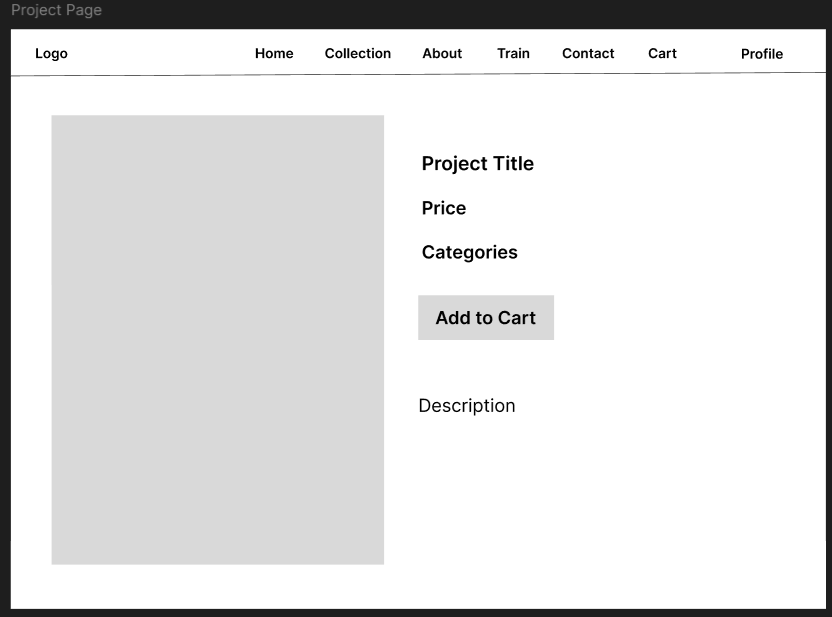 Project Page
Logo Home Collection About Train Contact Cart Profile
Project Title
Price
Categories
Add to Cart
Description